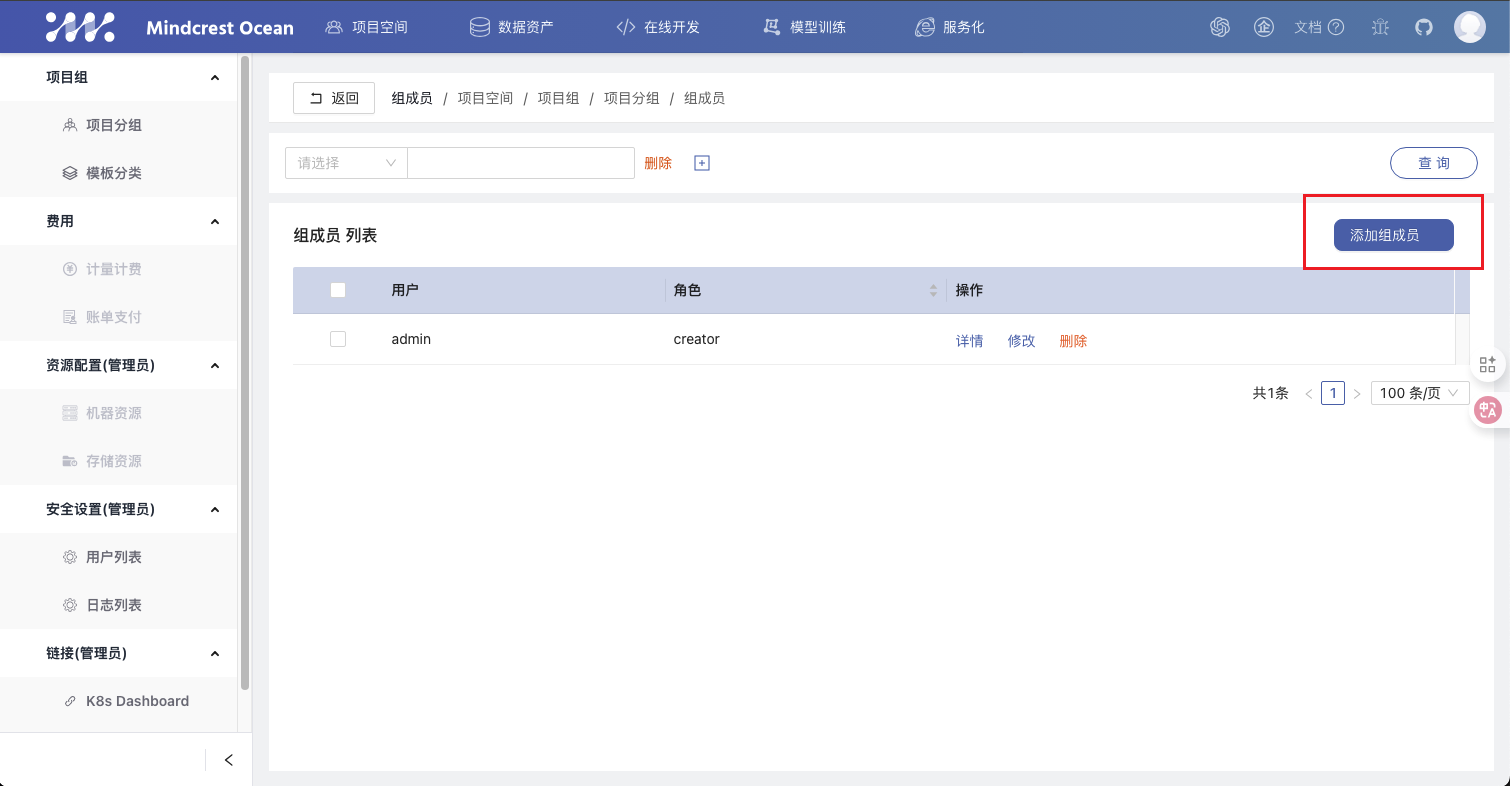 Mindcrest Ocean 项目空间 数据资产 在线开发 模型训练 服务化 企 文档
项目组
项目分组
模板分类
费用
计量计费
账单支付
资源配置(管理员)
机器资源
存储资源
安全设置(管理员)
用户列表
日志列表
链接(管理员)
K8s Dashboard
返回 组成员 / 项目空间 / 项目组 / 项目分组 / 组成员
请选择 删除 查 询
组成员 列表 添加组成员
用户 角色 操作
admin creator 详情 修改 删除
共1条 < 1 > 100 条/页
中A